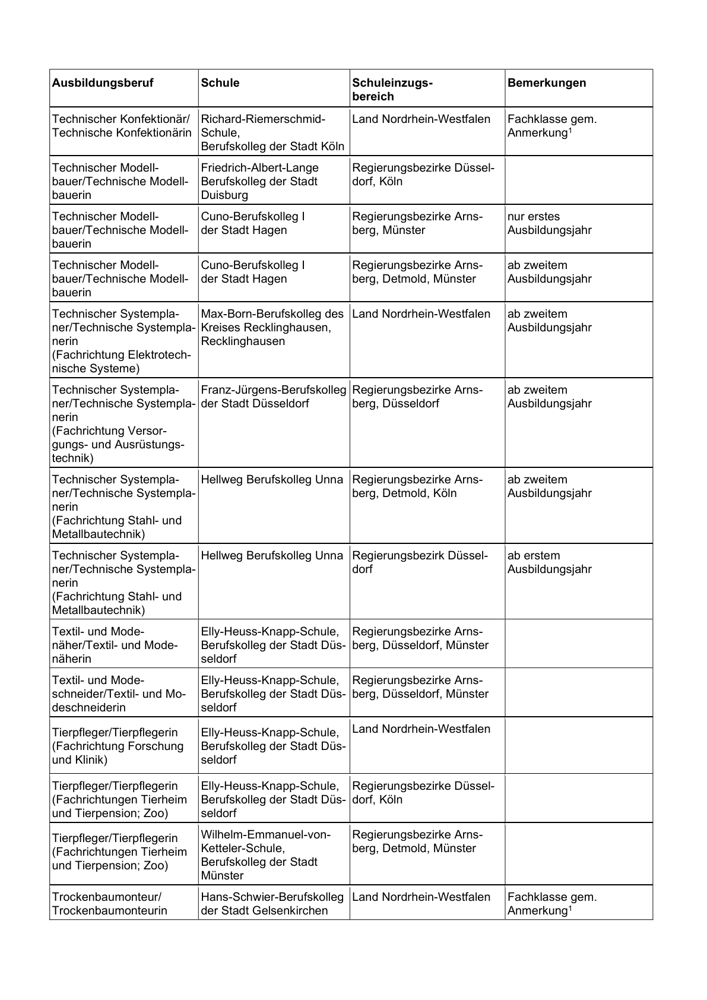 Ausbildungsberuf
Schule
Schuleinzugs-
bereich
Bemerkungen
Technischer Konfektionär/
Technische Konfektionärin
Richard-Riemerschmid-
Schule,
Berufskolleg der Stadt Köln
Land Nordrhein-Westfalen
Fachklasse gem.
Anmerkung¹
Technischer Modell-
bauer/Technische Modell-
bauerin
Friedrich-Albert-Lange
Berufskolleg der Stadt
Duisburg
Regierungsbezirke Düssel-
dorf, Köln
Technischer Modell-
bauer/Technische Modell-
bauerin
Cuno-Berufskolleg I
der Stadt Hagen
Regierungsbezirke Arns-
berg, Münster
nur erstes
Ausbildungsjahr
Technischer Modell-
bauer/Technische Modell-
bauerin
Cuno-Berufskolleg I
der Stadt Hagen
Regierungsbezirke Arns-
berg, Detmold, Münster
ab zweitem
Ausbildungsjahr
Technischer Systempla-
ner/Technische Systempla-
nerin
(Fachrichtung Elektrotech-
nische Systeme)
Max-Born-Berufskolleg des
Kreises Recklinghausen,
Recklinghausen
Land Nordrhein-Westfalen
ab zweitem
Ausbildungsjahr
Technischer Systempla-
ner/Technische Systempla-
nerin
(Fachrichtung Versor-
gungs- und Ausrüstungs-
technik)
Franz-Jürgens-Berufskolleg
der Stadt Düsseldorf
Regierungsbezirke Arns-
berg, Düsseldorf
ab zweitem
Ausbildungsjahr
Technischer Systempla-
ner/Technische Systempla-
nerin
(Fachrichtung Stahl- und
Metallbautechnik)
Hellweg Berufskolleg Unna
Regierungsbezirke Arns-
berg, Detmold, Köln
ab zweitem
Ausbildungsjahr
Technischer Systempla-
ner/Technische Systempla-
nerin
(Fachrichtung Stahl- und
Metallbautechnik)
Hellweg Berufskolleg Unna
Regierungsbezirk Düssel-
dorf
ab erstem
Ausbildungsjahr
Textil- und Mode-
näher/Textil- und Mode-
näherin
Elly-Heuss-Knapp-Schule,
Berufskolleg der Stadt Düs-
seldorf
Regierungsbezirke Arns-
berg, Düsseldorf, Münster
Textil- und Mode-
schneider/Textil- und Mo-
deschneiderin
Elly-Heuss-Knapp-Schule,
Berufskolleg der Stadt Düs-
seldorf
Regierungsbezirke Arns-
berg, Düsseldorf, Münster
Tierpfleger/Tierpflegerin
(Fachrichtung Forschung
und Klinik)
Elly-Heuss-Knapp-Schule,
Berufskolleg der Stadt Düs-
seldorf
Land Nordrhein-Westfalen
Tierpfleger/Tierpflegerin
(Fachrichtungen Tierheim
und Tierpension; Zoo)
Elly-Heuss-Knapp-Schule,
Berufskolleg der Stadt Düs-
seldorf
Regierungsbezirke Düssel-
dorf, Köln
Tierpfleger/Tierpflegerin
(Fachrichtungen Tierheim
und Tierpension; Zoo)
Wilhelm-Emmanuel-von-
Ketteler-Schule,
Berufskolleg der Stadt
Münster
Regierungsbezirke Arns-
berg, Detmold, Münster
Trockenbaumonteur/
Trockenbaumonteurin
Hans-Schwier-Berufskolleg
der Stadt Gelsenkirchen
Land Nordrhein-Westfalen
Fachklasse gem.
Anmerkung¹